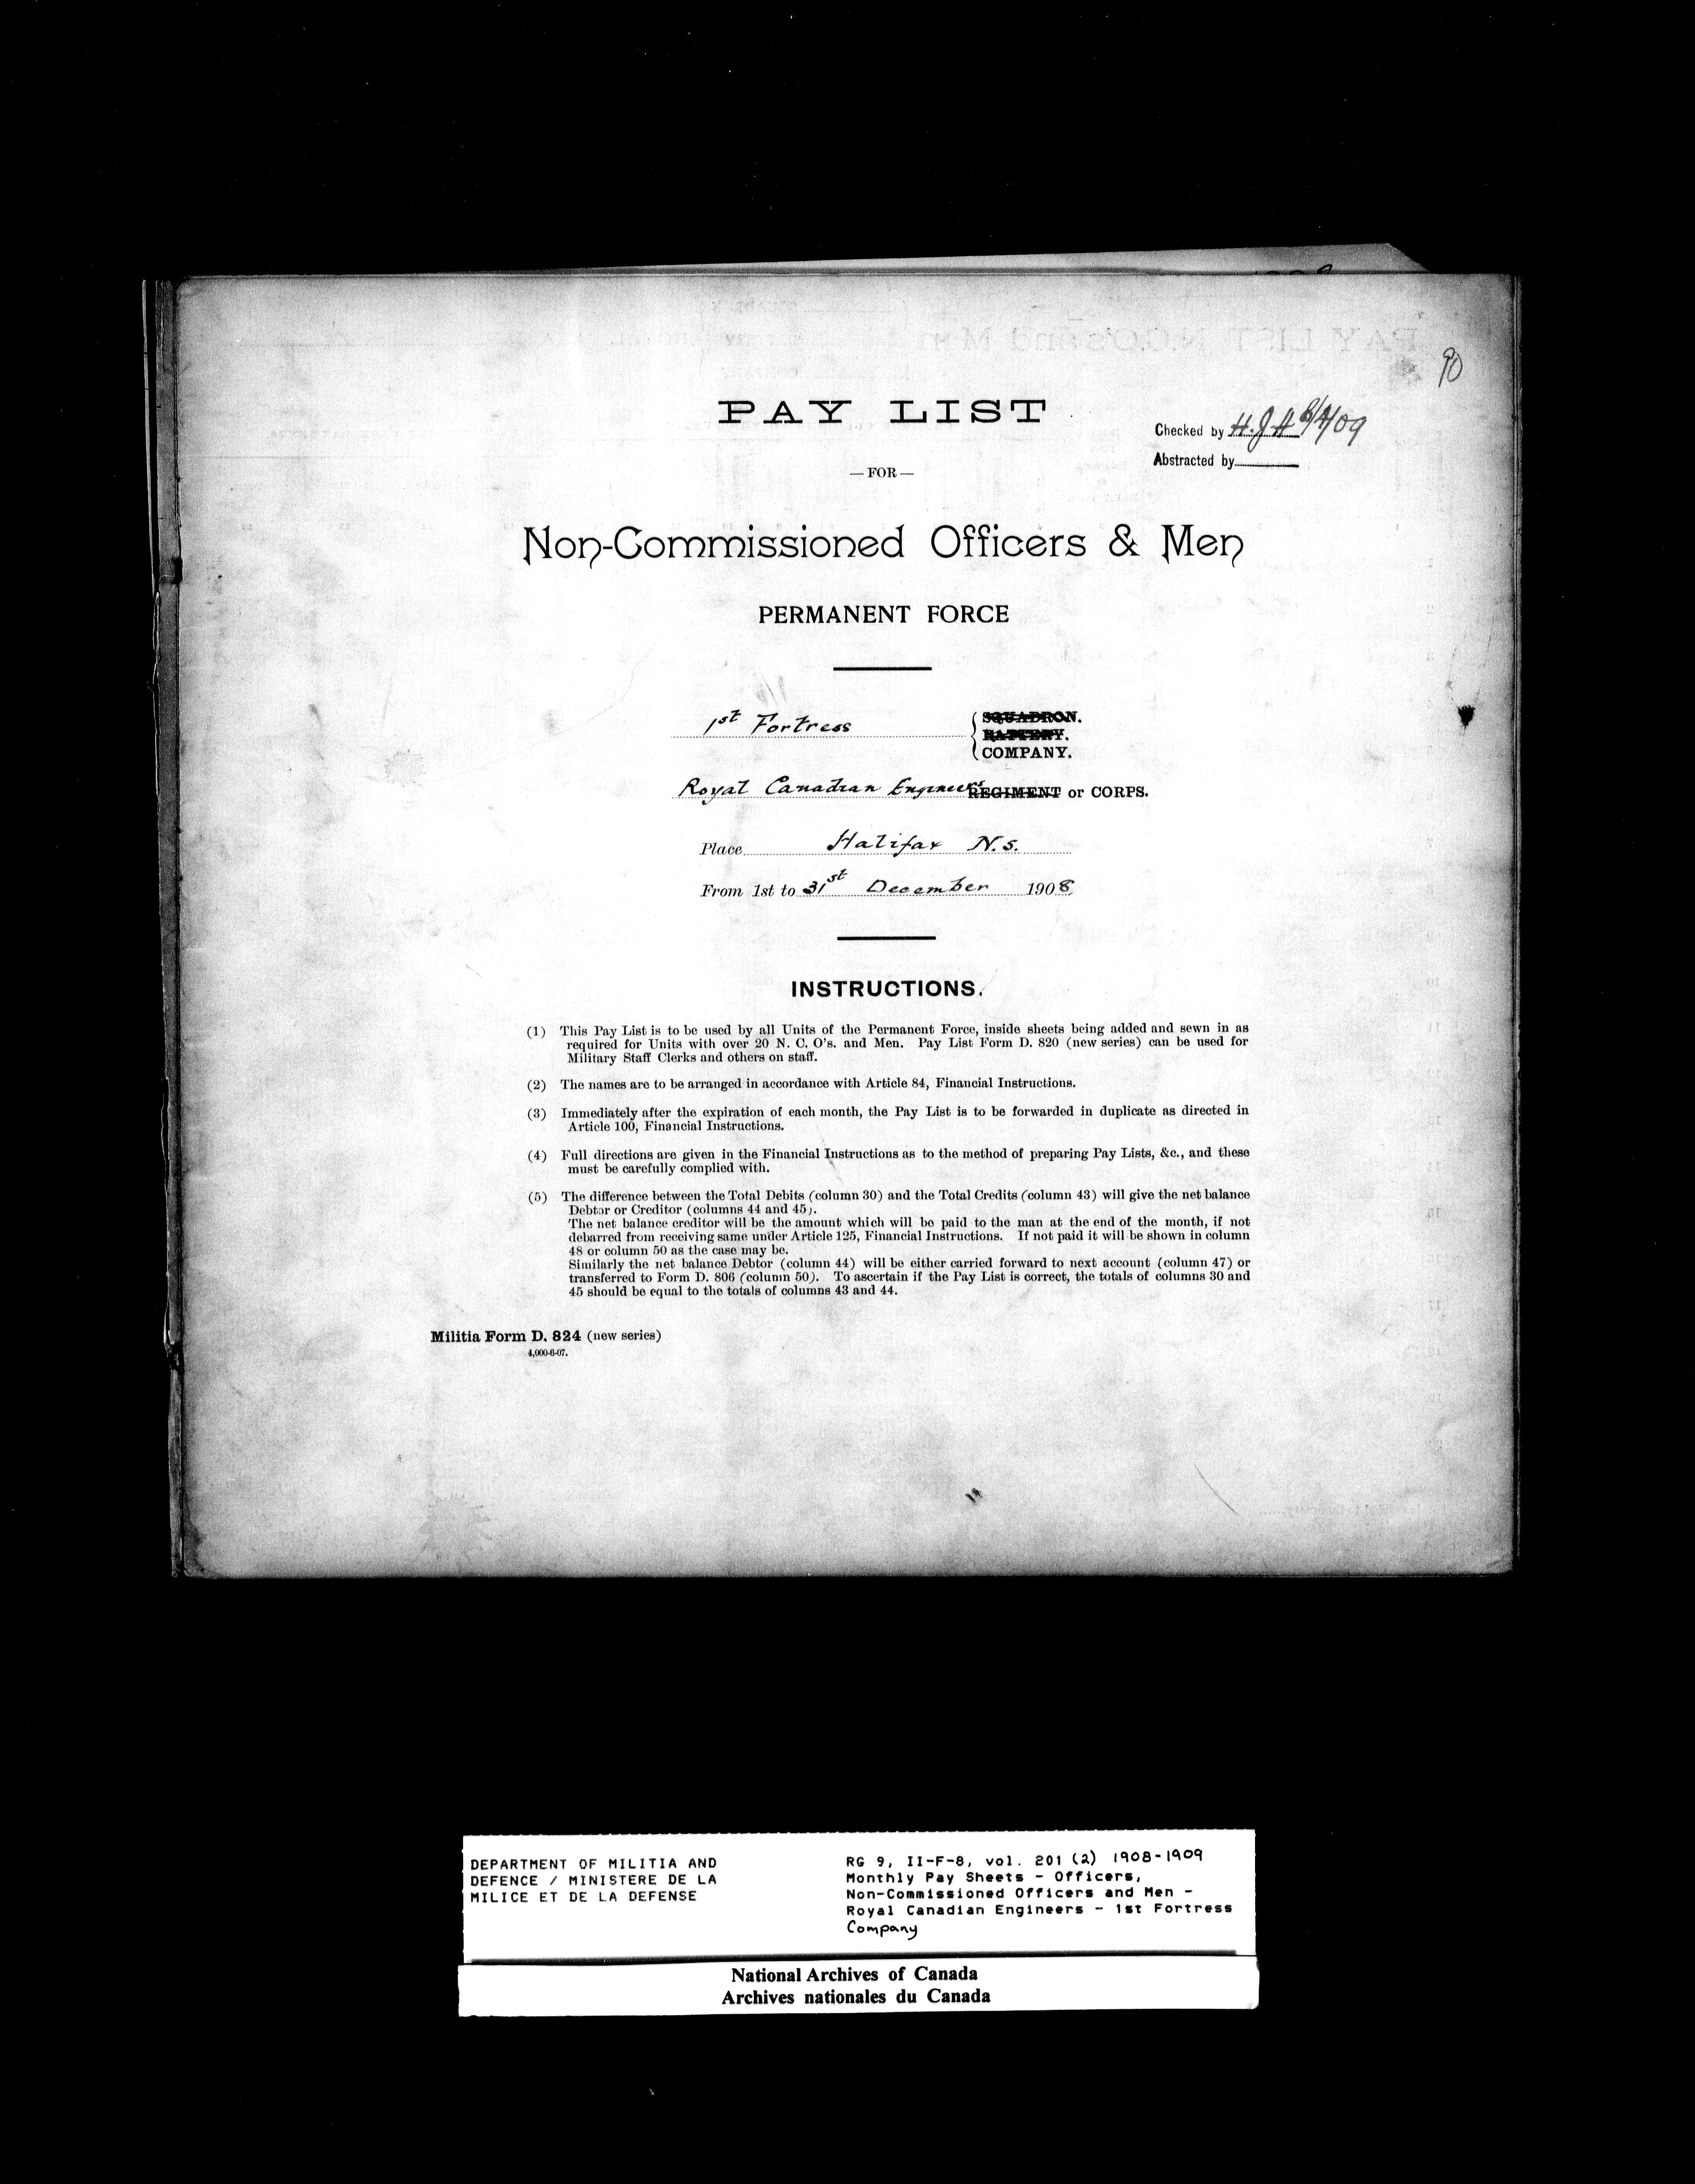 90
PAY LIST
Checked by H.J.H
Abstracted by
— FOR —
Non-Commissioned Officers & Men
PERMANENT FORCE
1st Fortress
SQUADRON.
BATTERY.
COMPANY.
Royal Canadian Engineers REGIMENT or CORPS.
Place Halifax N.S.
From 1st to 31st December 1908
INSTRUCTIONS.
(1) This Pay List is to be used by all Units of the Permanent Force, inside sheets being added and sewn in as
required for Units with over 20 N. C. O's. and Men. Pay List Form D. 820 (new series) can be used for
Military Staff Clerks and others on staff.
(2) The names are to be arranged in accordance with Article 84, Financial Instructions.
(3) Immediately after the expiration of each month, the Pay List is to be forwarded in duplicate as directed in
Article 100, Financial Instructions.
(4) Full directions are given in the Financial Instructions as to the method of preparing Pay Lists, &c., and these
must be carefully complied with.
(5) The difference between the Total Debits (column 30) and the Total Credits (column 43) will give the net balance
Debtor or Creditor (columns 44 and 45).
The net balance creditor will be the amount which will be paid to the man at the end of the month, if not
debarred from receiving same under Article 125, Financial Instructions. If not paid it will be shown in column
48 or column 50 as the case may be.
Similarly the net balance Debtor (column 44) will be either carried forward to next account (column 47) or
transferred to Form D. 806 (column 50). To ascertain if the Pay List is correct, the totals of columns 30 and
45 should be equal to the totals of columns 43 and 44.
Militia Form D. 824 (new series)
4,000-6-07.
DEPARTMENT OF MILITIA AND
DEFENCE / MINISTERE DE LA
MILICE ET DE LA DEFENSE
RG 9, II-F-8, vol. 201 (2) 1908-1909
Monthly Pay Sheets - Officers,
Non-Commissioned Officers and Men -
Royal Canadian Engineers - 1st Fortress
Company
National Archives of Canada
Archives nationales du Canada